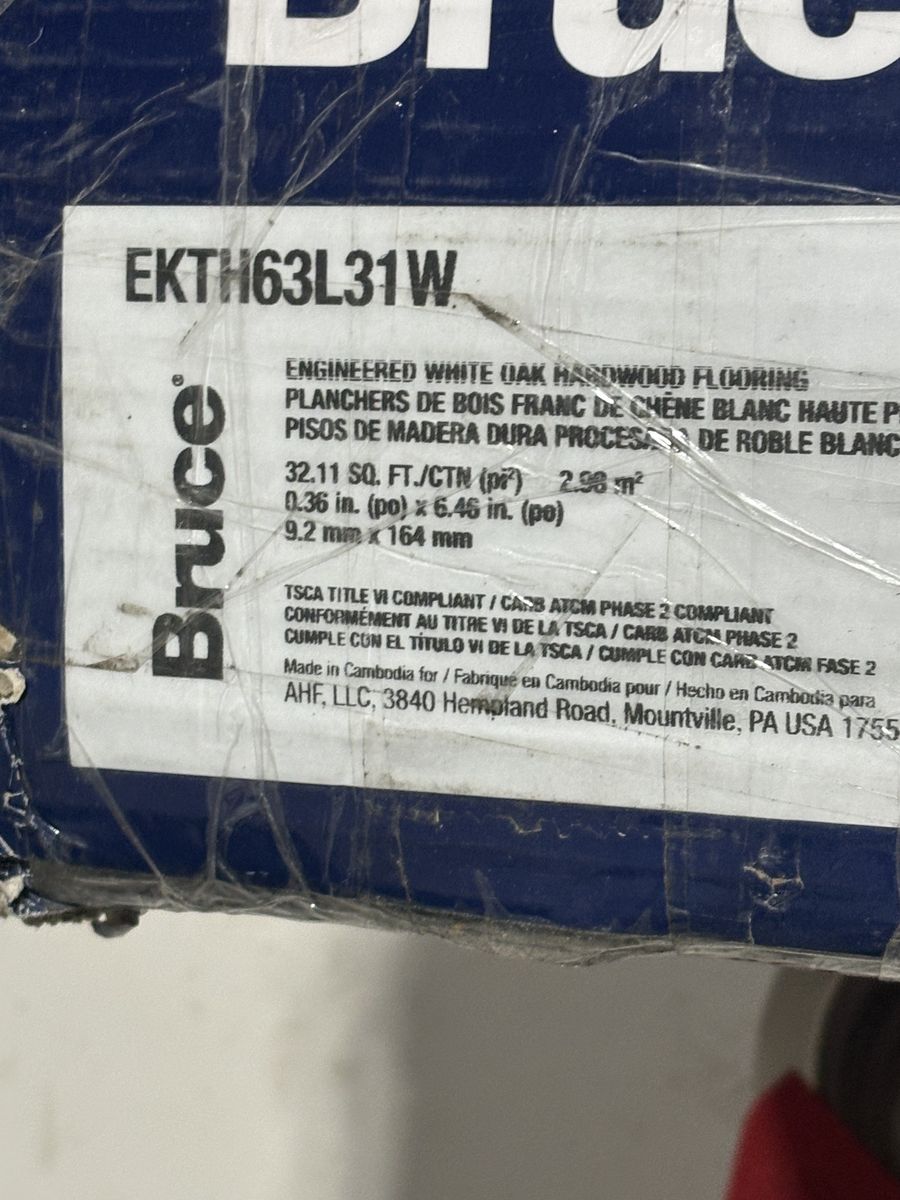 Bruce
EKTH63L31W
Bruce®
ENGINEERED WHITE OAK HARDWOOD FLOORING
PLANCHERS DE BOIS FRANC DE CHÊNE BLANC HAUTE P
PISOS DE MADERA DURA PROCESADA DE ROBLE BLANC
32.11 SQ. FT./CTN (pi²) 2.98 m²
0.36 in. (po) x 6.46 in. (po)
9.2 mm x 164 mm
TSCA TITLE VI COMPLIANT / CARB ATCM PHASE 2 COMPLIANT
CONFORMÉMENT AU TITRE VI DE LA TSCA / CARB ATCM PHASE 2
CUMPLE CON EL TÍTULO VI DE LA TSCA / CUMPLE CON CARB ATCM FASE 2
Made in Cambodia for / Fabriqué en Cambodia pour / Hecho en Cambodia para
AHF, LLC, 3840 Hempland Road, Mountville, PA USA 1755